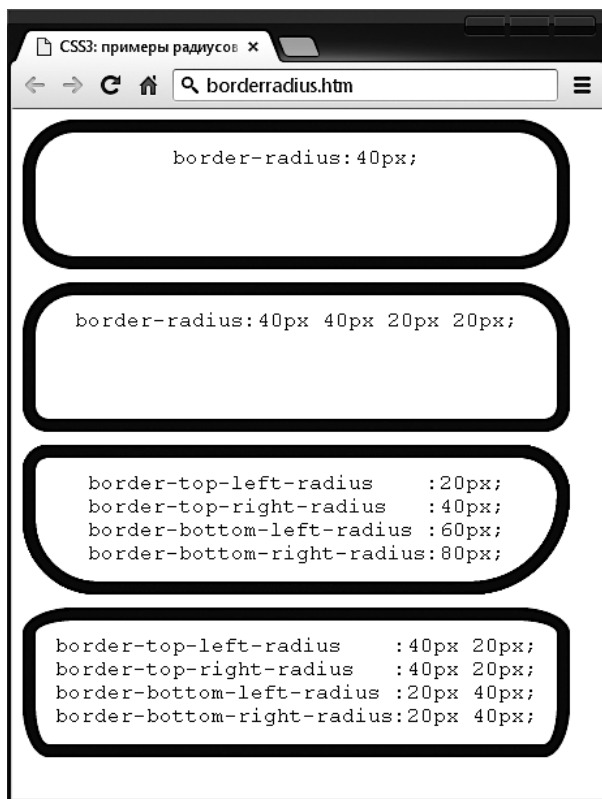 CSS3: примеры радиусов
borderradius.htm
border-radius:40px;
border-radius:40px 40px 20px 20px;
border-top-left-radius    :20px;
border-top-right-radius   :40px;
border-bottom-left-radius :60px;
border-bottom-right-radius:80px;
border-top-left-radius    :40px 20px;
border-top-right-radius   :40px 20px;
border-bottom-left-radius :20px 40px;
border-bottom-right-radius:20px 40px;